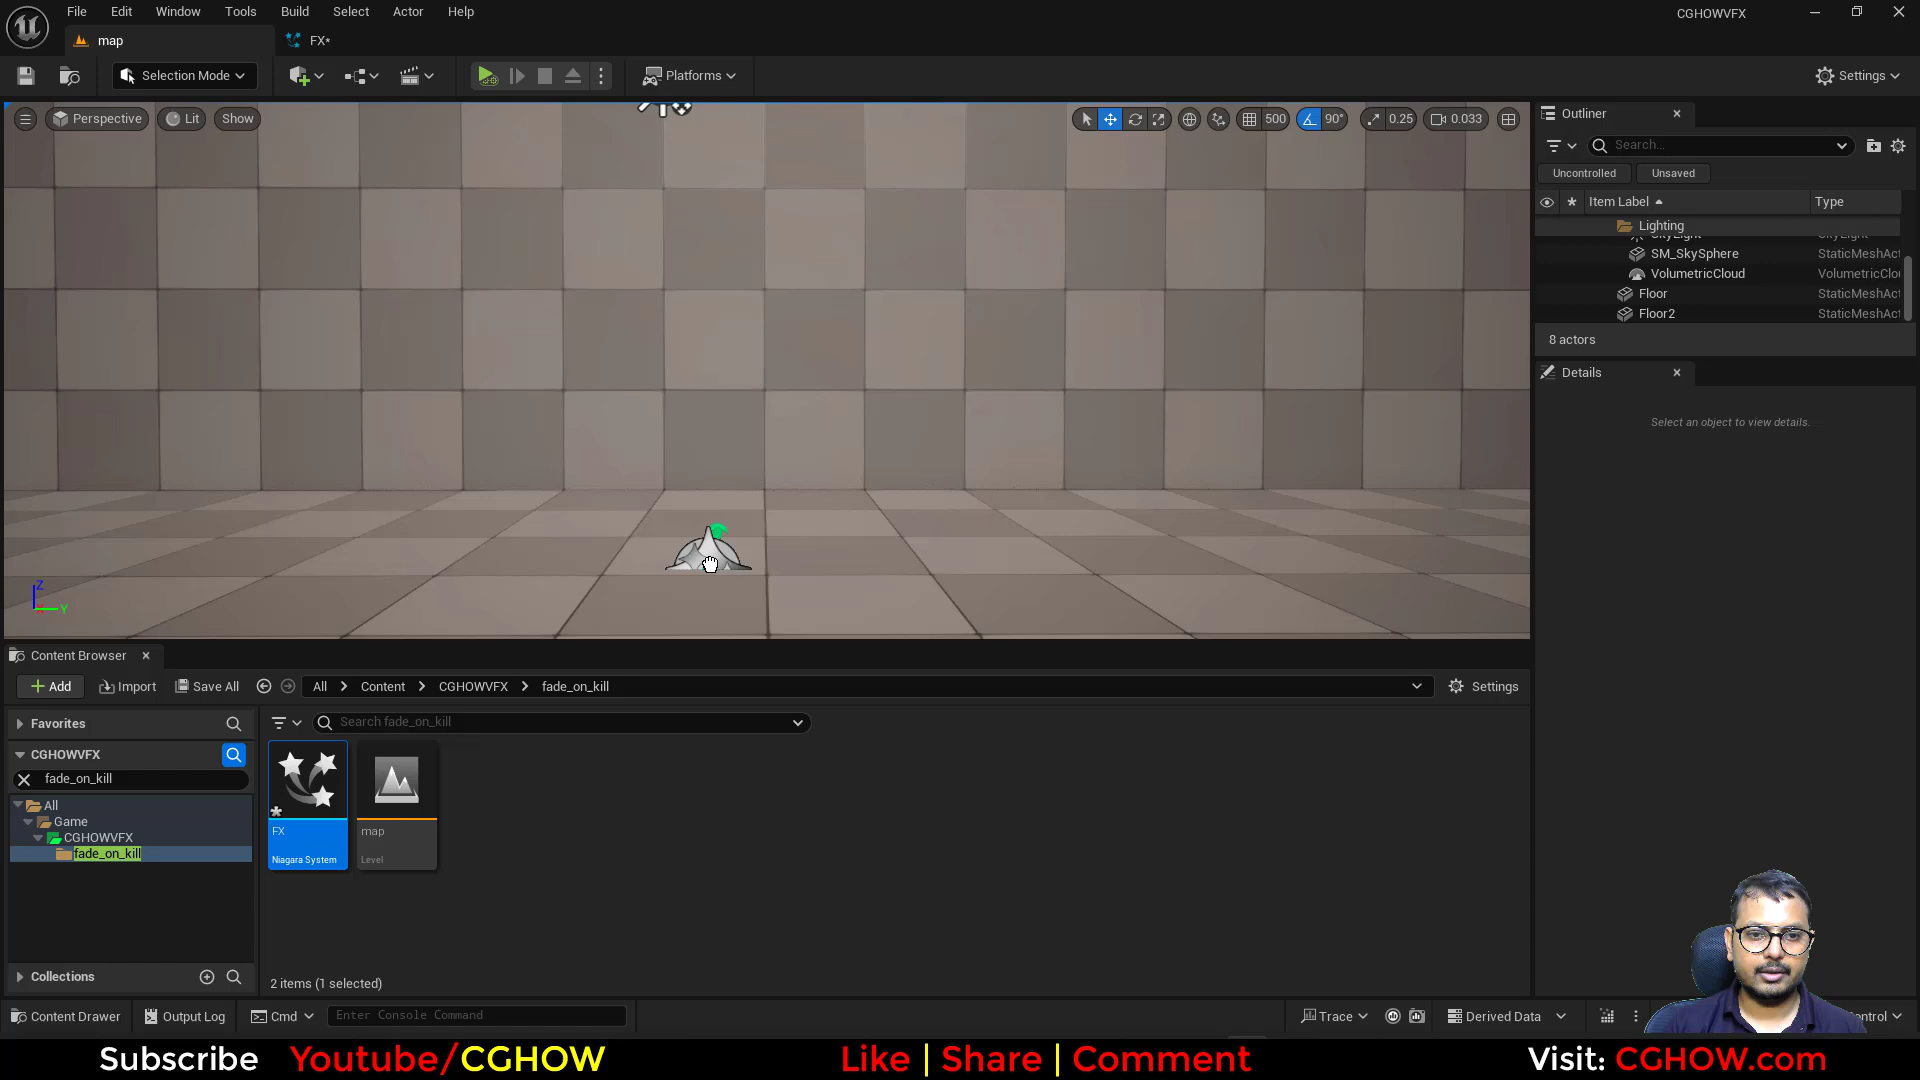 File Edit Window Tools Build Select Actor Help
CGHOWVFX
map
FX*
Selection Mode
Platforms
Settings
Perspective
Lit
Show
500
90°
0.25
0.033
Outliner
Search...
Uncontrolled
Unsaved
Item Label
Type
Lighting
SM_SkySphere
StaticMeshAct
VolumetricCloud
VolumetricClou
Floor
StaticMeshAct
Floor2
StaticMeshAct
8 actors
Details
Select an object to view details.
Z
Y
Content Browser
Add
Import
Save All
All
Content
CGHOWVFX
fade_on_kill
Settings
Favorites
Search fade_on_kill
CGHOWVFX
fade_on_kill
All
Game
CGHOWVFX
fade_on_kill
FX
Niagara System
map
Level
Collections
2 items (1 selected)
Content Drawer
Output Log
Cmd
Enter Console Command
Trace
Derived Data
Subscribe Youtube/CGHOW
Like | Share | Comment
Visit: CGHOW.com